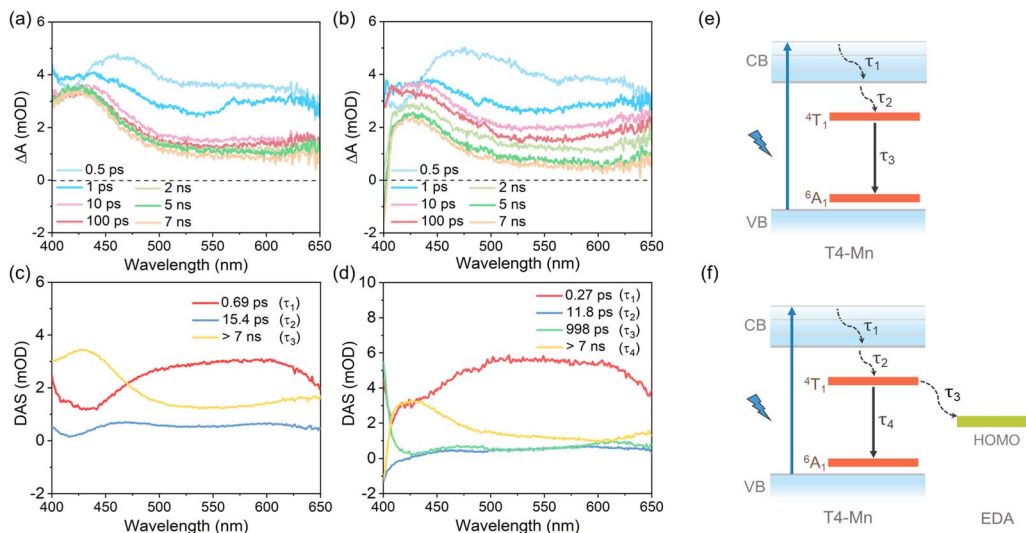 (a)
6
4
2
0
-2
ΔA (mOD)
0.5 ps
1 ps
10 ps
100 ps
2 ns
5 ns
7 ns
400 450 500 550 600 650
Wavelength (nm)
(b)
6
4
2
0
-2
ΔA (mOD)
0.5 ps
1 ps
10 ps
100 ps
2 ns
5 ns
7 ns
400 450 500 550 600 650
Wavelength (nm)
(e)
CB
τ1
τ2
⁴T₁
τ3
⁶A₁
VB
T4-Mn
(c)
6
4
2
0
-2
DAS (mOD)
0.69 ps (τ1)
15.4 ps (τ2)
> 7 ns (τ3)
400 450 500 550 600 650
Wavelength (nm)
(d)
10
8
6
4
2
0
-2
DAS (mOD)
0.27 ps (τ1)
11.8 ps (τ2)
998 ps (τ3)
> 7 ns (τ4)
400 450 500 550 600 650
Wavelength (nm)
(f)
CB
τ1
τ2
⁴T₁
τ3
τ4
HOMO
⁶A₁
VB
T4-Mn
EDA